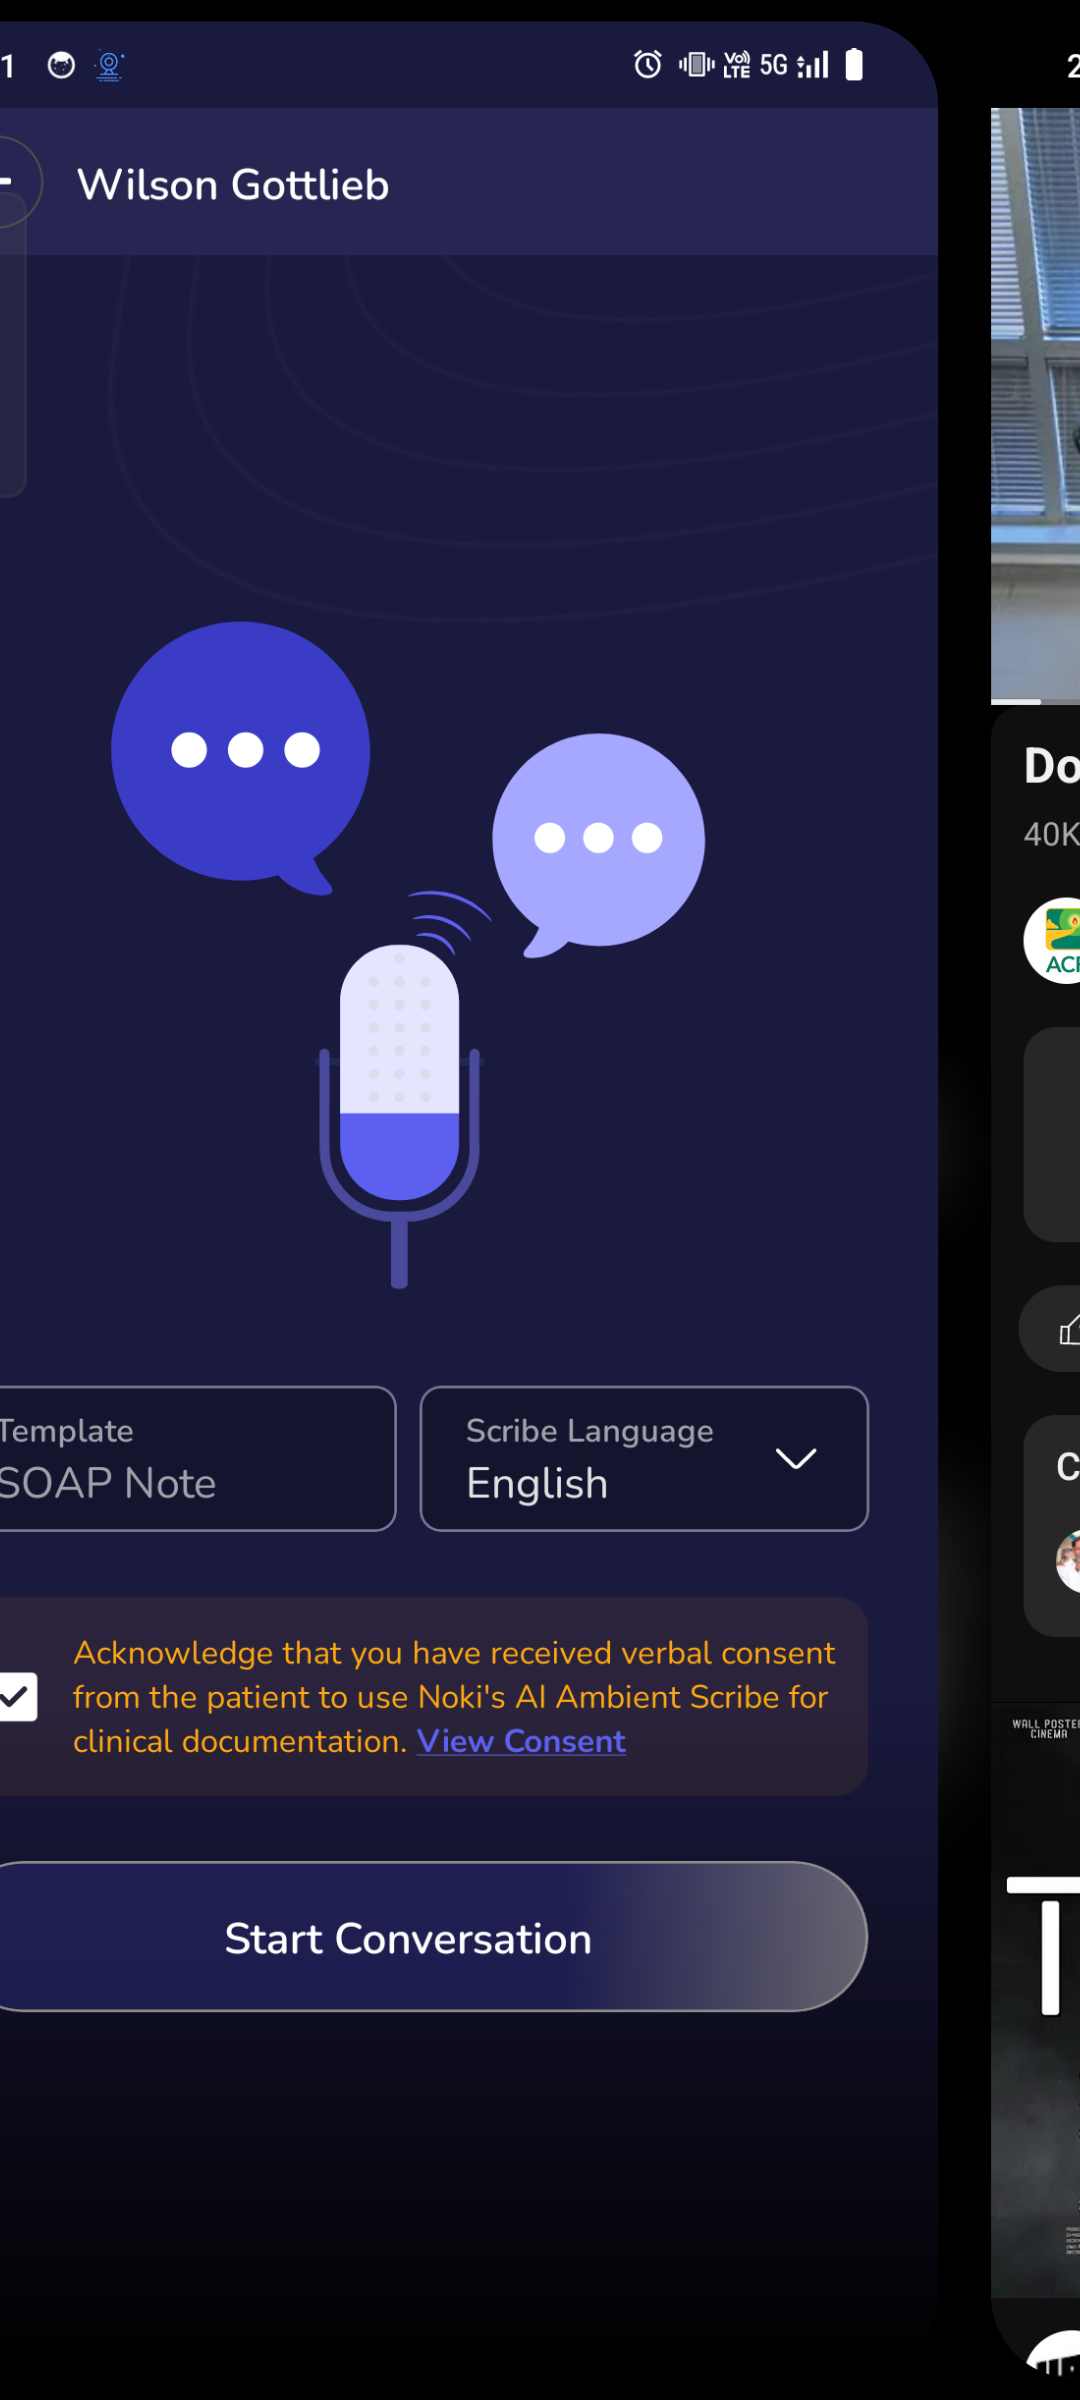 1
Vo))
LTE
5G
2
Wilson Gottlieb
Do
40K
Template
SOAP Note
Scribe Language
English
Acknowledge that you have received verbal consent
from the patient to use Noki's AI Ambient Scribe for
clinical documentation. View Consent
WALL POSTER
CINEMA
T
Start Conversation